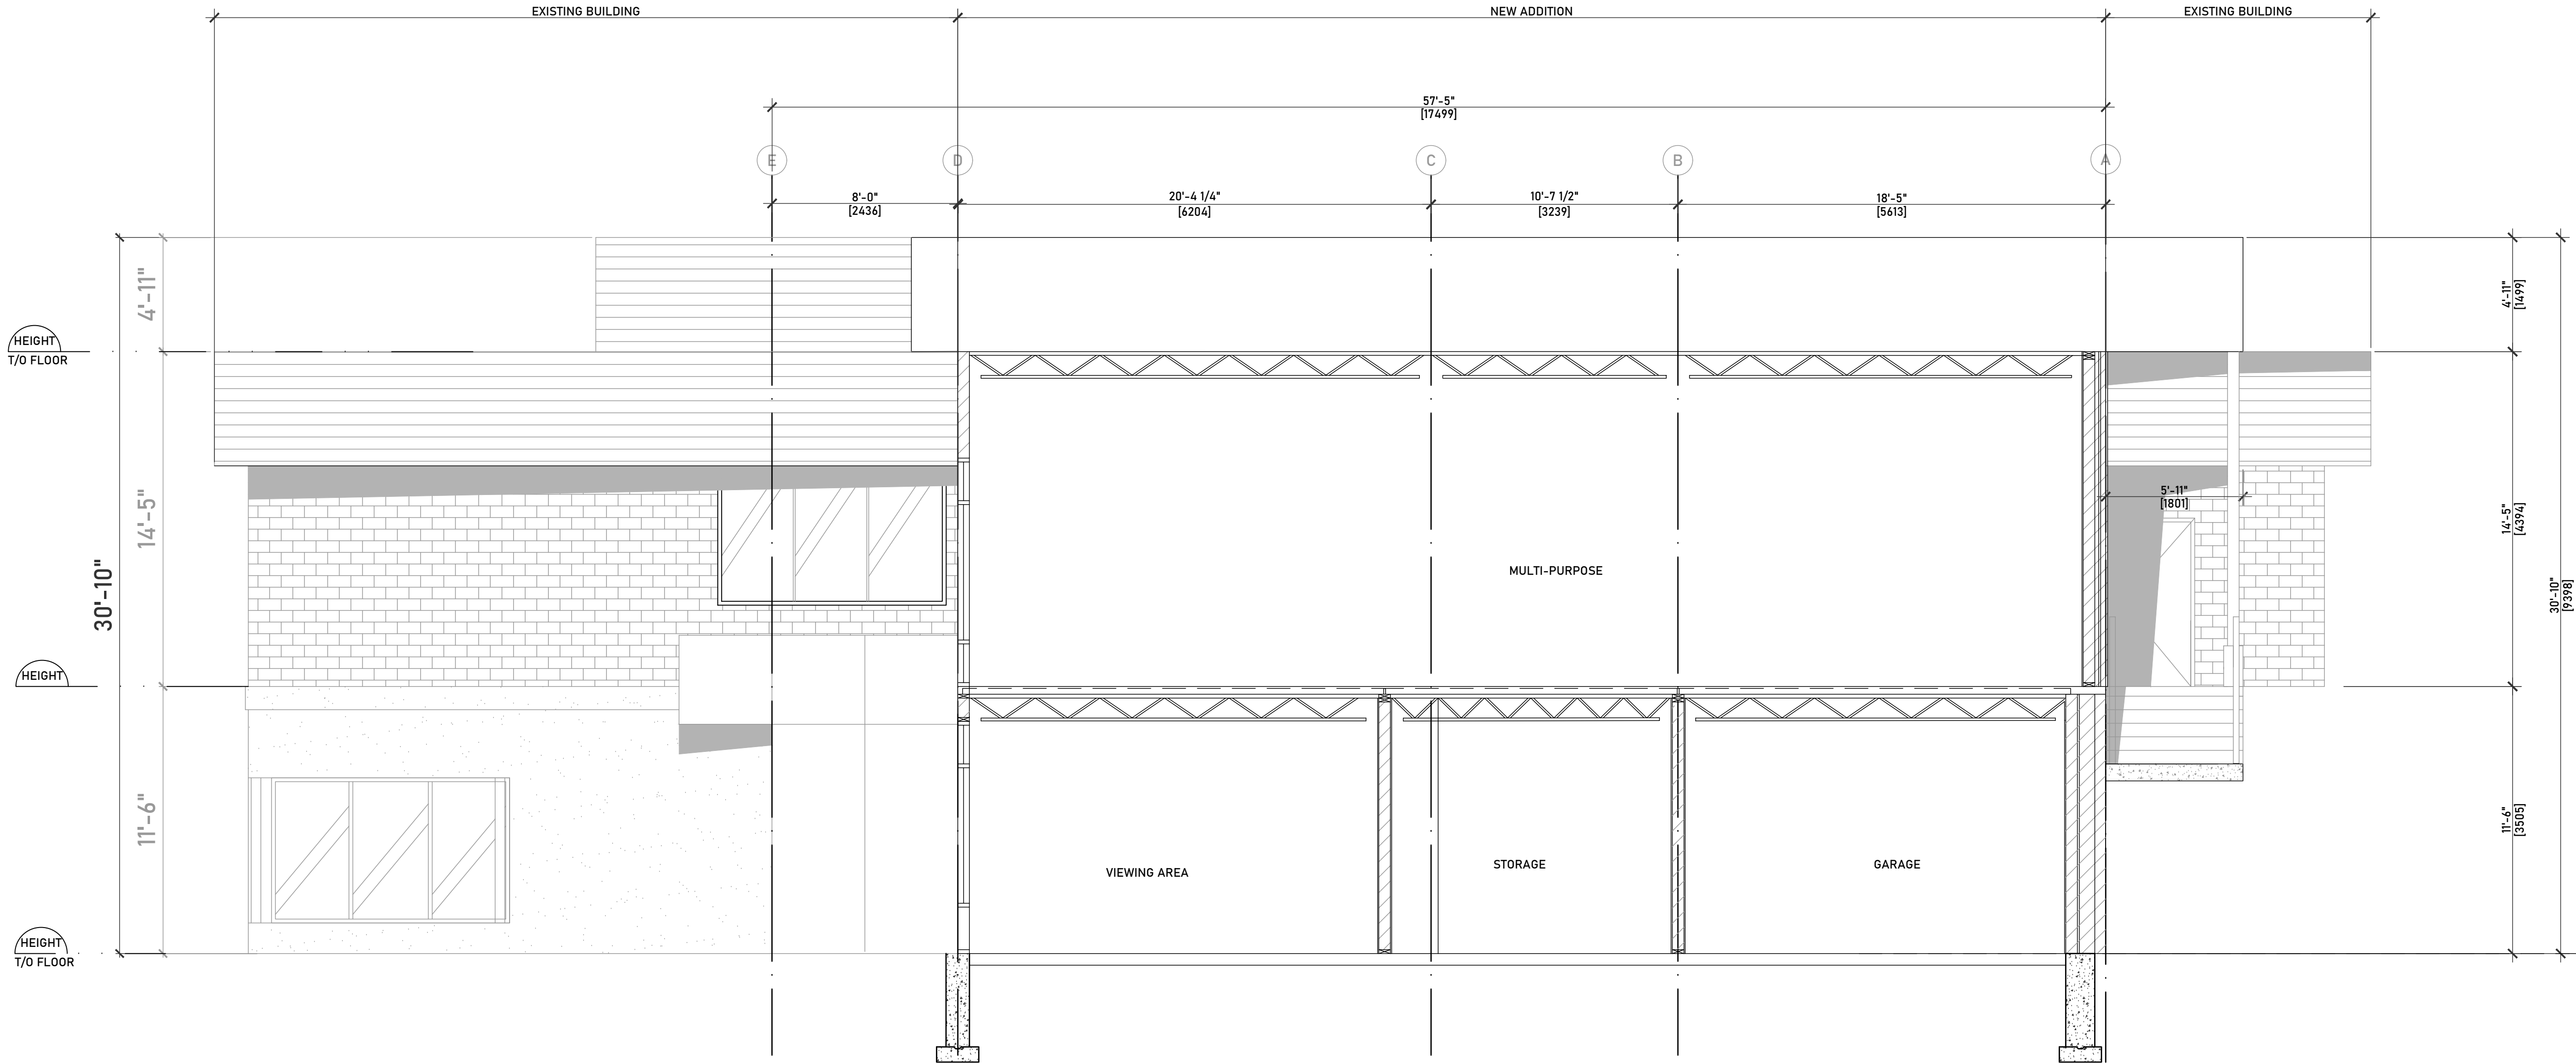 EXISTING BUILDING
NEW ADDITION
EXISTING BUILDING
57'-5"
[17499]
E
D
C
B
A
8'-0"
[2436]
20'-4 1/4"
[6204]
10'-7 1/2"
[3239]
18'-5"
[5613]
4'-11"
4'-11"
[1499]
HEIGHT
T/O FLOOR
14'-5"
30'-10"
5'-11"
[1801]
14'-5"
[4394]
30'-10"
[9398]
MULTI-PURPOSE
HEIGHT
11'-6"
11'-6"
[3505]
VIEWING AREA
STORAGE
GARAGE
HEIGHT
T/O FLOOR